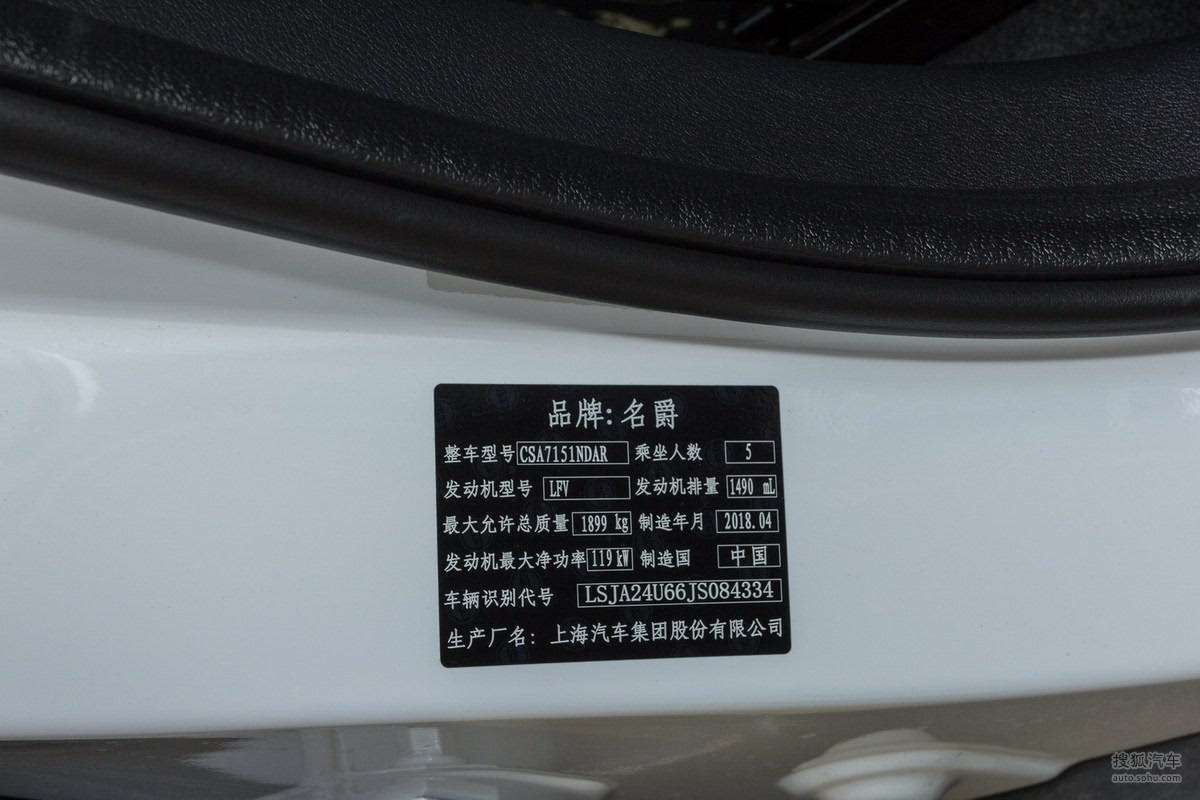 品牌:名爵
整车型号 CSA7151NDAR 乘坐人数 5
发动机型号 LFV 发动机排量 1490 mL
最大允许总质量 1899 kg 制造年月 2018.04
发动机最大净功率 119 kW 制造国 中国
车辆识别代号 LSJA24U66JS084334
生产厂名: 上海汽车集团股份有限公司
搜狐汽车
auto.sohu.com